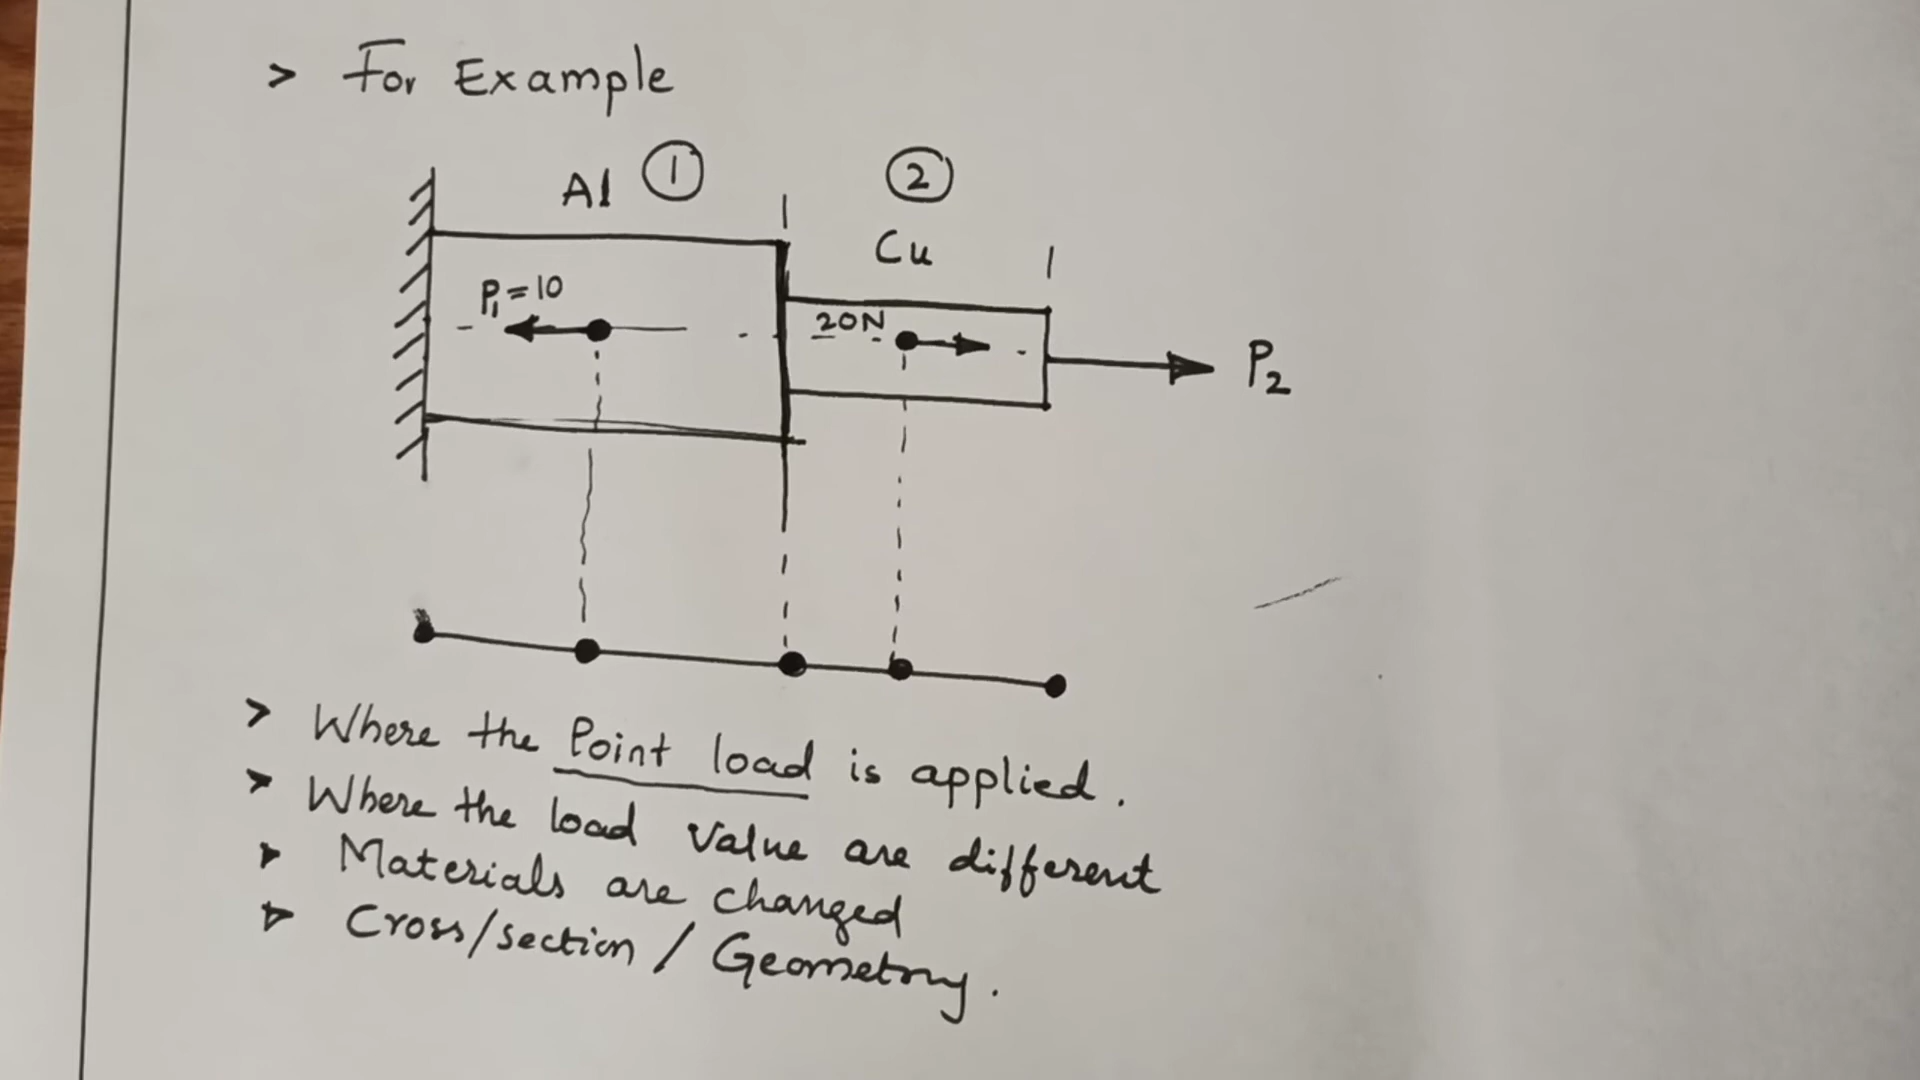 > For Example
Al ①
②
Cu
P₁=10
20N
P₂
> Where the Point load is applied.
> Where the load Value are different
▸ Materials are changed
▸ Cross/section / Geometry.